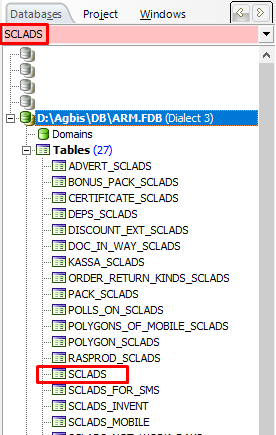 Databases Project Windows
SCLADS
D:\Agbis\DB\ARM.FDB (Dialect 3)
Domains
Tables (27)
ADVERT_SCLADS
BONUS_PACK_SCLADS
CERTIFICATE_SCLADS
DEPS_SCLADS
DISCOUNT_EXT_SCLADS
DOC_IN_WAY_SCLADS
KASSA_SCLADS
ORDER_RETURN_KINDS_SCLADS
PACK_SCLADS
POLLS_ON_SCLADS
POLYGONS_OF_MOBILE_SCLADS
POLYGON_SCLADS
RASPROD_SCLADS
SCLADS
SCLADS_FOR_SMS
SCLADS_INVENT
SCLADS_MOBILE